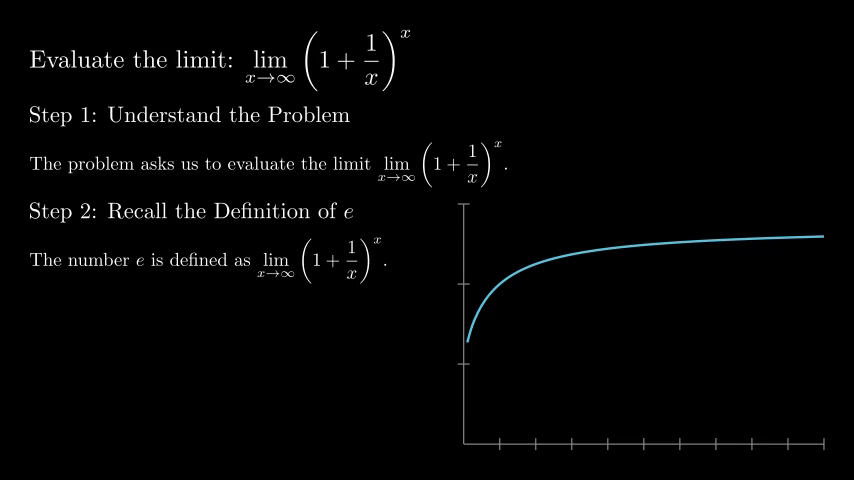 Evaluate the limit: $\lim_{x \to \infty} \left(1 + \frac{1}{x}\right)^x$
Step 1: Understand the Problem
The problem asks us to evaluate the limit $\lim_{x \to \infty} \left(1 + \frac{1}{x}\right)^x$.
Step 2: Recall the Definition of $e$
The number $e$ is defined as $\lim_{x \to \infty} \left(1 + \frac{1}{x}\right)^x$.